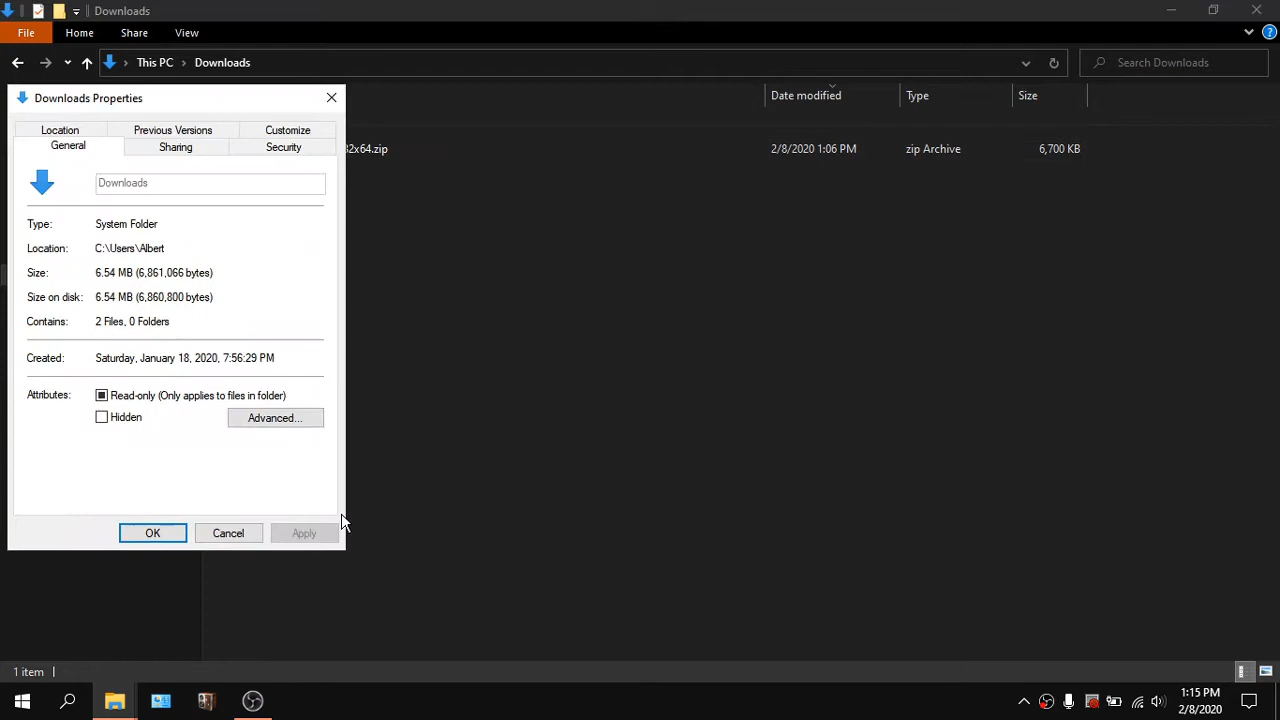 Downloads
File Home Share View
This PC Downloads Search Downloads
Downloads Properties
Date modified Type Size
Location Previous Versions Customize
General Sharing Security
32x64.zip 2/8/2020 1:06 PM zip Archive 6,700 KB
Downloads
Type: System Folder
Location: C:\Users\Albert
Size: 6.54 MB (6,861,066 bytes)
Size on disk: 6.54 MB (6,860,800 bytes)
Contains: 2 Files, 0 Folders
Created: Saturday, January 18, 2020, 7:56:29 PM
Attributes: Read-only (Only applies to files in folder)
Hidden Advanced...
OK Cancel Apply
1 item
1:15 PM
2/8/2020